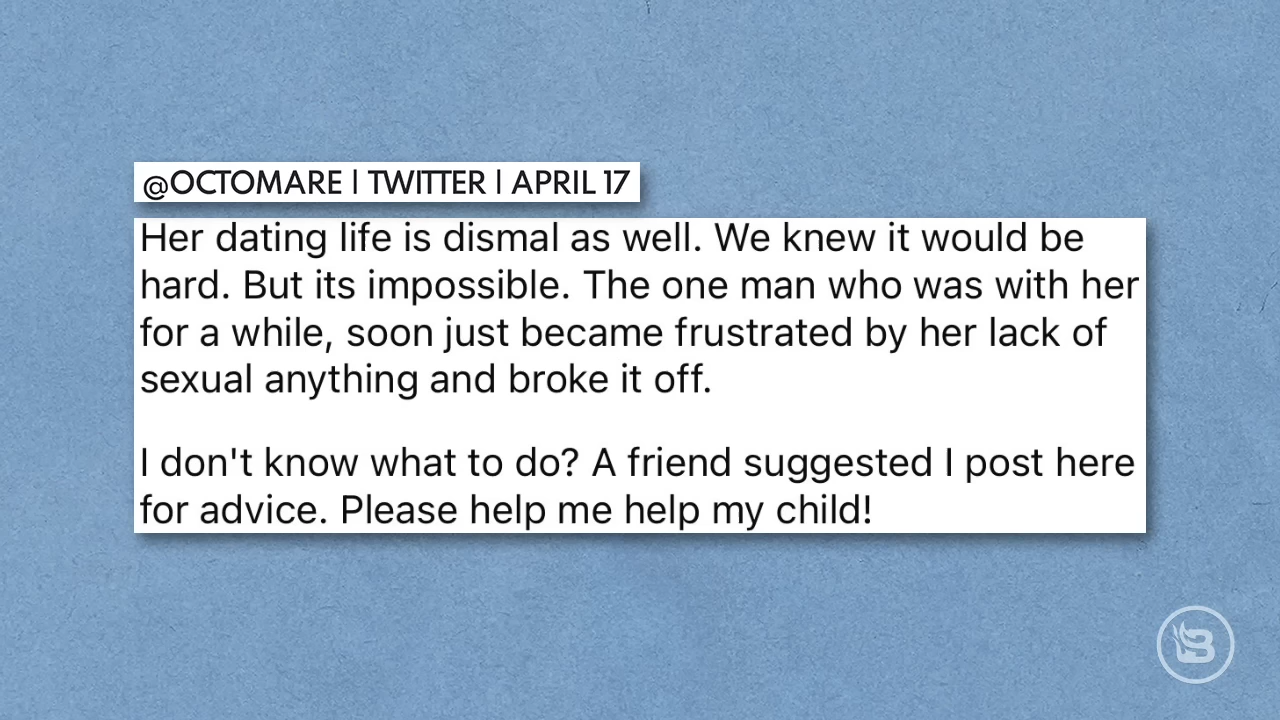 @OCTOMARE | TWITTER | APRIL 17
Her dating life is dismal as well. We knew it would be
hard. But its impossible. The one man who was with her
for a while, soon just became frustrated by her lack of
sexual anything and broke it off.
I don't know what to do? A friend suggested I post here
for advice. Please help me help my child!
B